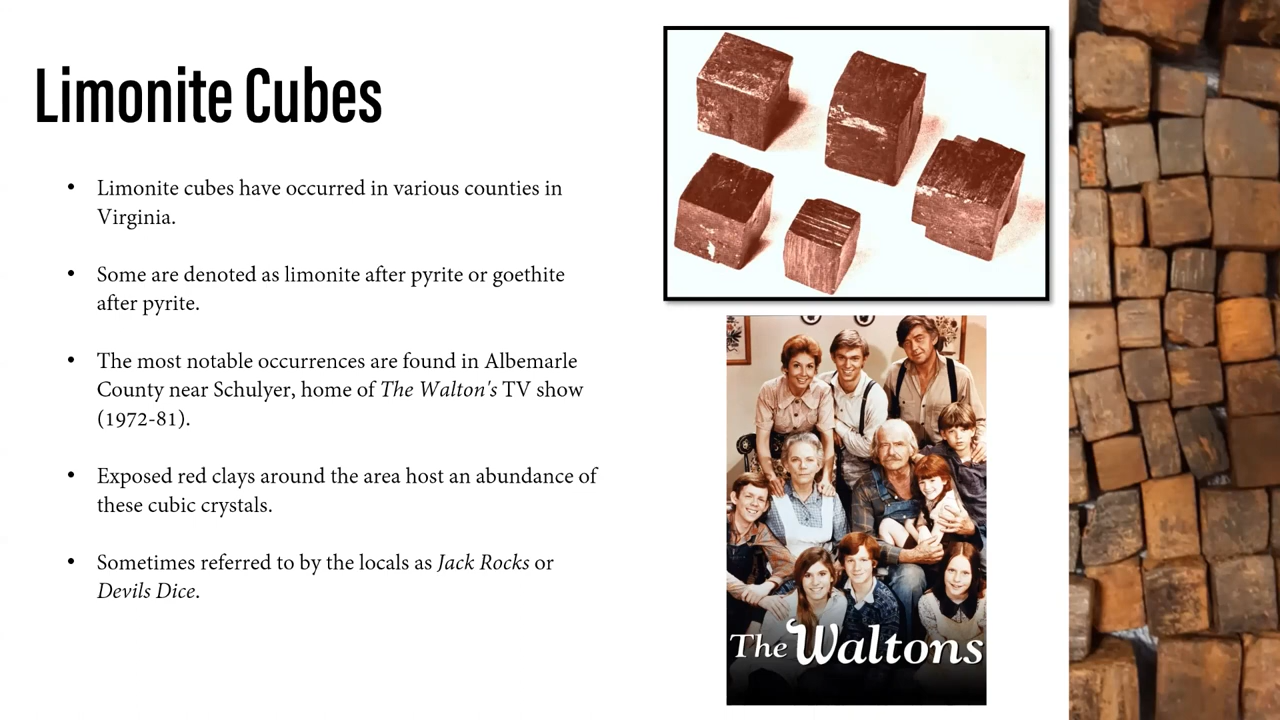 Limonite Cubes
• Limonite cubes have occurred in various counties in
Virginia.
• Some are denoted as limonite after pyrite or goethite
after pyrite.
• The most notable occurrences are found in Albemarle
County near Schulyer, home of The Walton's TV show
(1972-81).
• Exposed red clays around the area host an abundance of
these cubic crystals.
• Sometimes referred to by the locals as Jack Rocks or
Devils Dice.
The Waltons